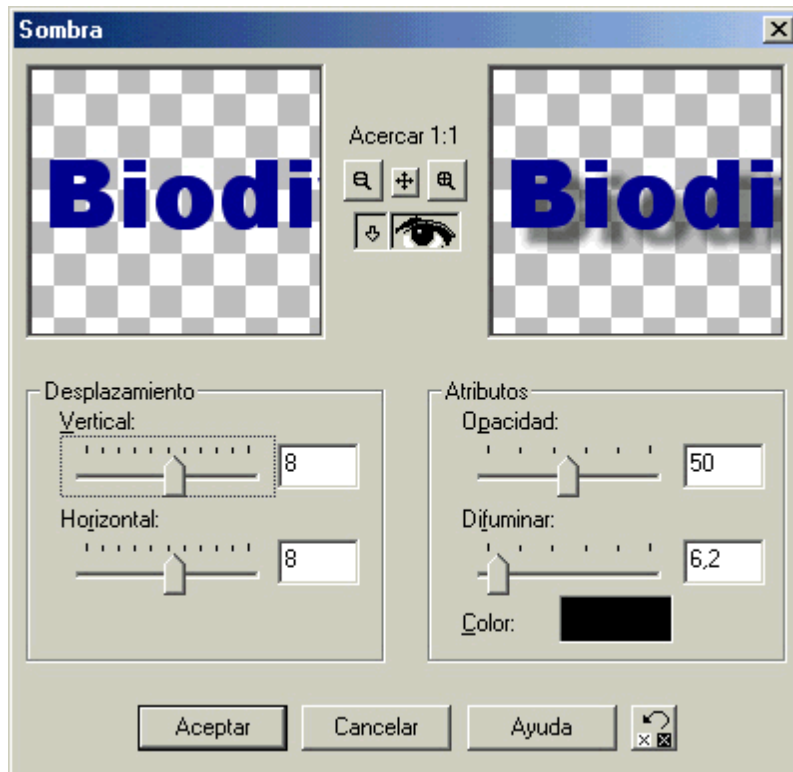 Sombra
Acercar 1:1
Biodi
Biodi
Desplazamiento
Vertical:
8
Horizontal:
8
Atributos
Opacidad:
50
Difuminar:
6,2
Color:
Aceptar
Cancelar
Ayuda